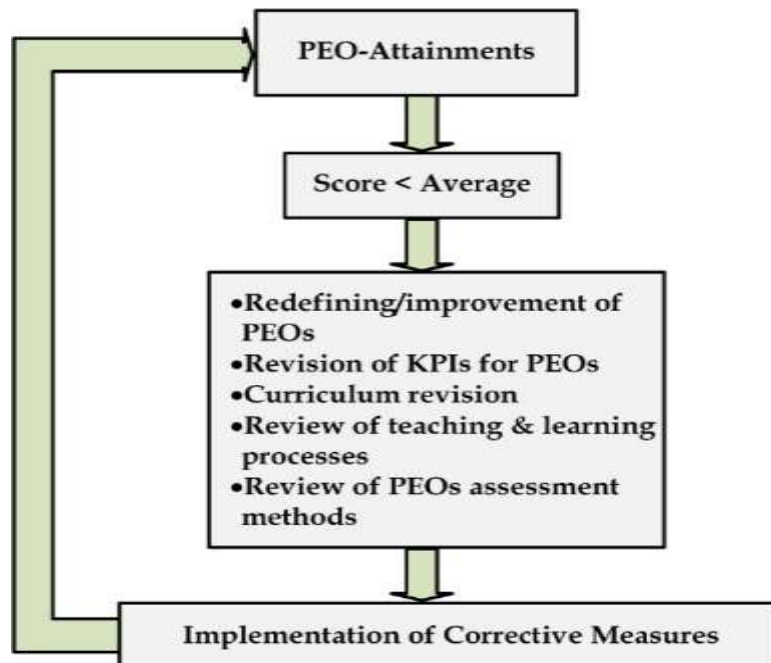 PEO-Attainments
Score < Average
•Redefining/improvement of
PEOs
•Revision of KPIs for PEOs
•Curriculum revision
•Review of teaching & learning
processes
•Review of PEOs assessment
methods
Implementation of Corrective Measures